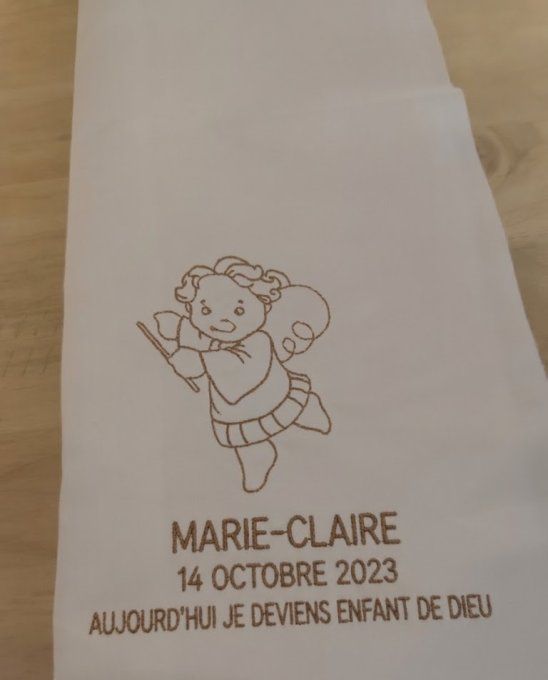 MARIE-CLAIRE
14 OCTOBRE 2023
AUJOURD'HUI JE DEVIENS ENFANT DE DIEU